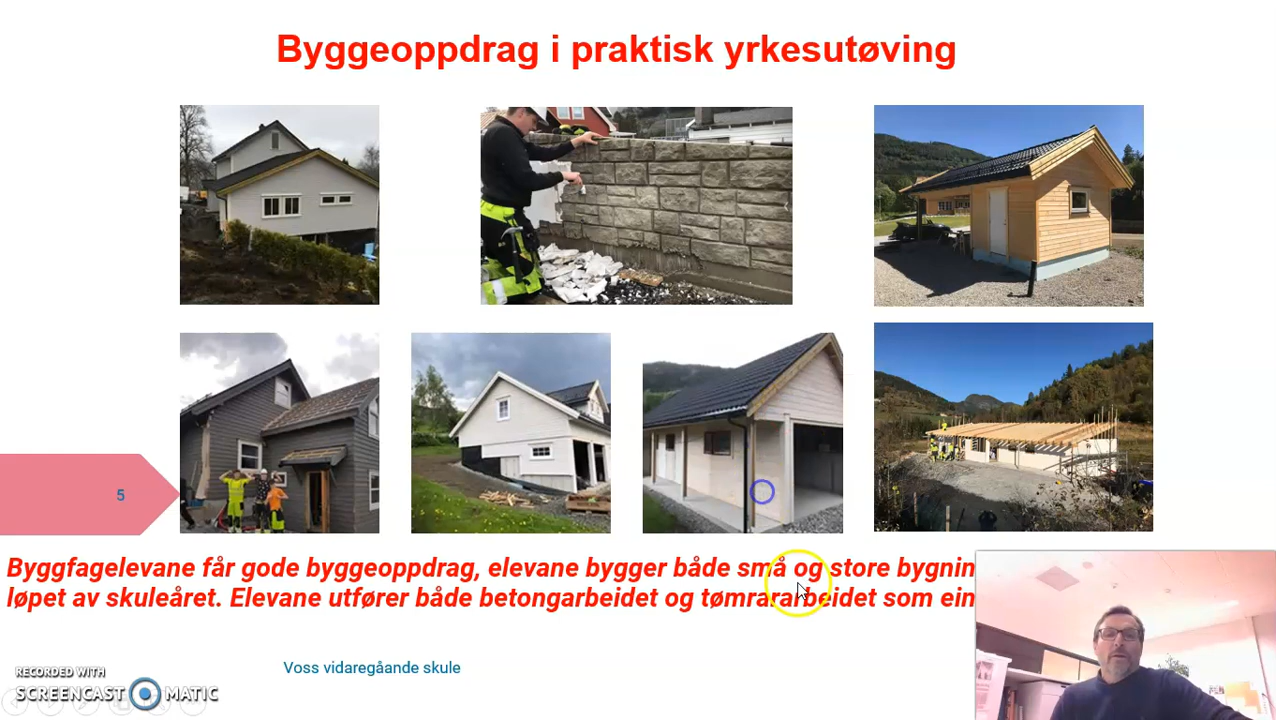 Byggeoppdrag i praktisk yrkesutøving
5
Byggfagelevane får gode byggeoppdrag, elevane bygger både små og store bygnin
løpet av skuleåret. Elevane utfører både betongarbeidet og tømrararbeidet som ein
Voss vidaregåande skule
RECORDED WITH
SCREENCAST MATIC